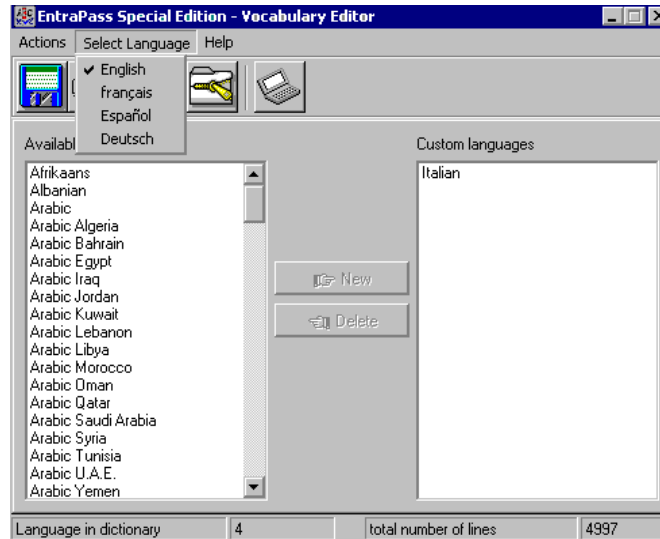 EntraPass Special Edition - Vocabulary Editor
Actions Select Language Help
English
français
Español
Deutsch
Custom languages
Afrikaans
Albanian
Arabic
Arabic Algeria
Arabic Bahrain
Arabic Egypt
Arabic Iraq
Arabic Jordan
Arabic Kuwait
Arabic Lebanon
Arabic Libya
Arabic Morocco
Arabic Oman
Arabic Qatar
Arabic Saudi Arabia
Arabic Syria
Arabic Tunisia
Arabic U.A.E.
Arabic Yemen
New
Delete
Italian
Language in dictionary 4 total number of lines 4997